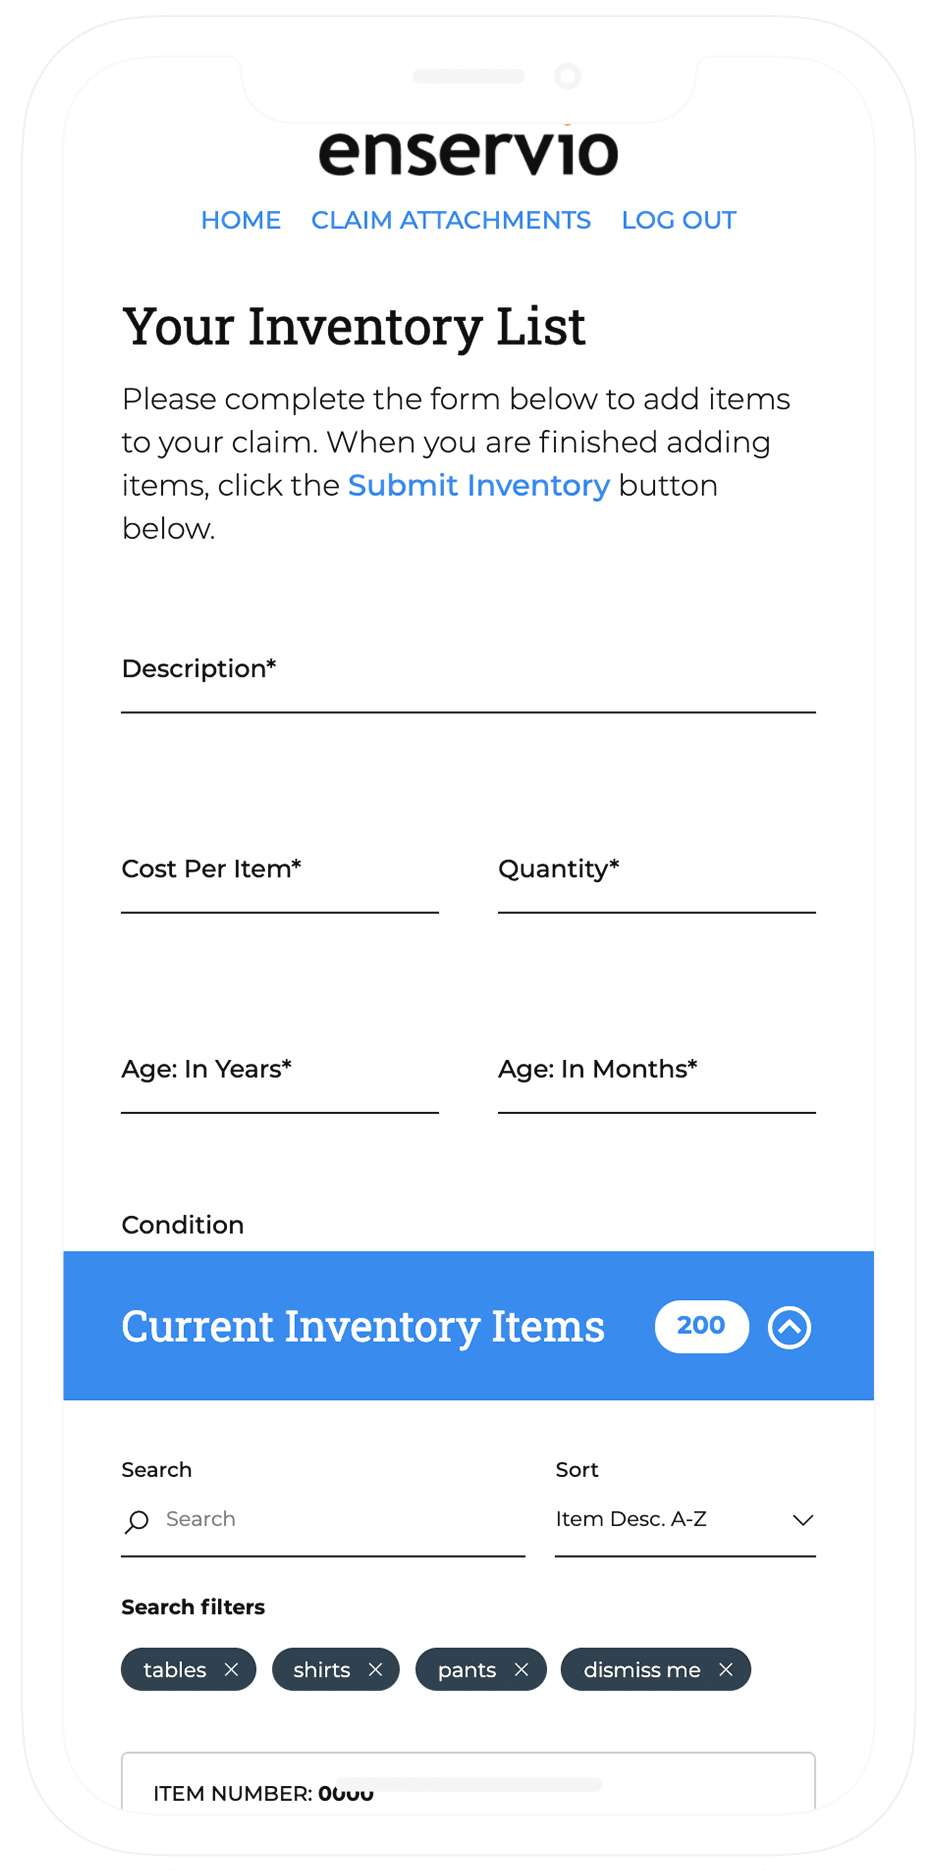 enservio
HOME CLAIM ATTACHMENTS LOG OUT
Your Inventory List
Please complete the form below to add items
to your claim. When you are finished adding
items, click the Submit Inventory button
below.
Description*
Cost Per Item* Quantity*
Age: In Years* Age: In Months*
Condition
Current Inventory Items 200
Search Sort
Search Item Desc. A-Z
Search filters
tables shirts pants dismiss me
ITEM NUMBER: 0000